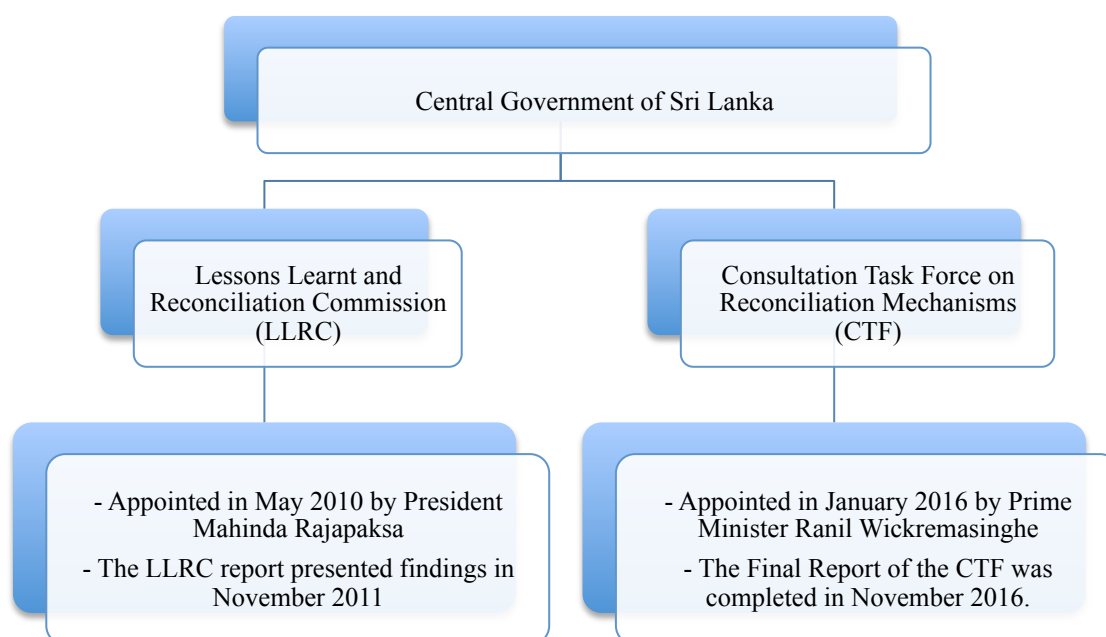 Central Government of Sri Lanka
Lessons Learnt and
Reconciliation Commission
(LLRC)
Consultation Task Force on
Reconciliation Mechanisms
(CTF)
- Appointed in May 2010 by President
Mahinda Rajapaksa
- The LLRC report presented findings in
November 2011
- Appointed in January 2016 by Prime
Minister Ranil Wickremasinghe
- The Final Report of the CTF was
completed in November 2016.